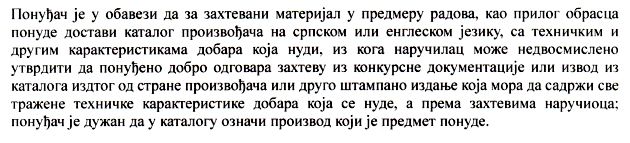 Понуђач је у обавези да за захтевани материјал у предмеру радова, као прилог обрасца
понуде достави каталог произвођача на српском или енглеском језику, са техничким и
другим карактеристикама добара која нуди, из кога наручилац може недвосмислено
утврдити да понуђено добро одговара захтеву из конкурсне документације или извод из
каталога издтог од стране произвођача или друго штампано издање која мора да садржи све
тражене техничке карактеристике добара која се нуде, а према захтевима наручиоца;
понуђач је дужан да у каталогу означи производ који је предмет понуде.